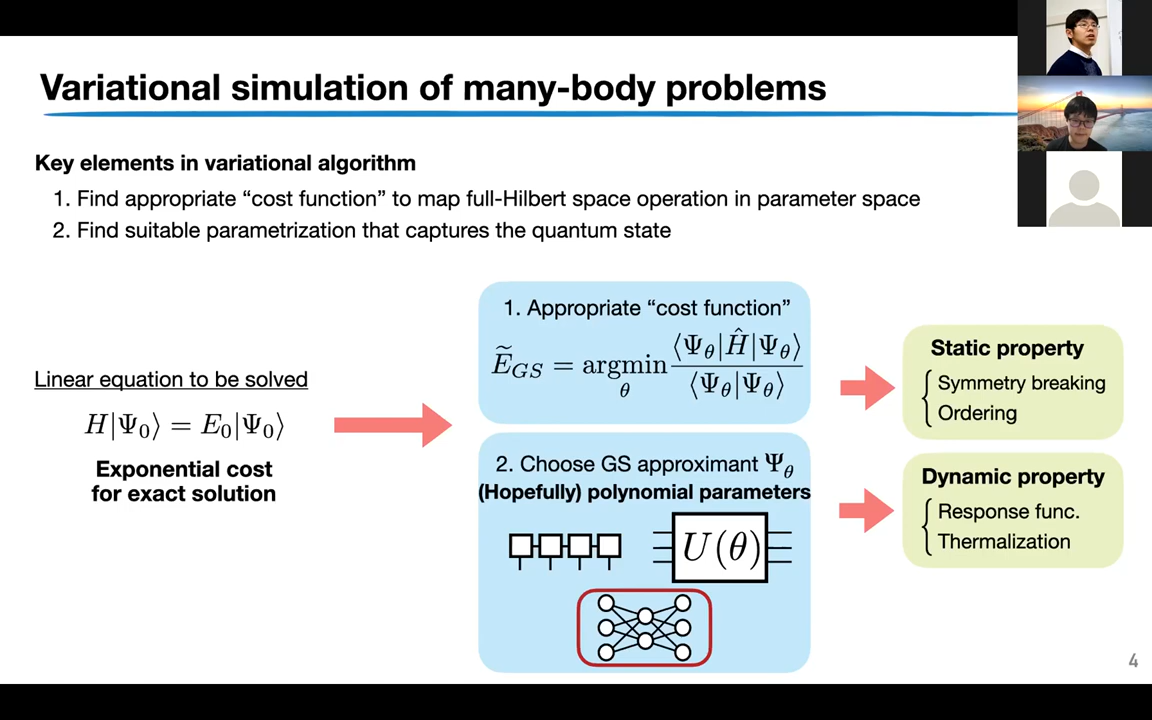 Variational simulation of many-body problems
Key elements in variational algorithm
1. Find appropriate “cost function” to map full-Hilbert space operation in parameter space
2. Find suitable parametrization that captures the quantum state
Linear equation to be solved
H|Ψ₀⟩ = E₀|Ψ₀⟩
Exponential cost
for exact solution
1. Appropriate “cost function”
Ẽ_GS = argmin_θ ⟨Ψ_θ|Ĥ|Ψ_θ⟩ / ⟨Ψ_θ|Ψ_θ⟩
2. Choose GS approximant Ψ_θ
(Hopefully) polynomial parameters
U(θ)
Static property
Symmetry breaking
Ordering
Dynamic property
Response func.
Thermalization
4